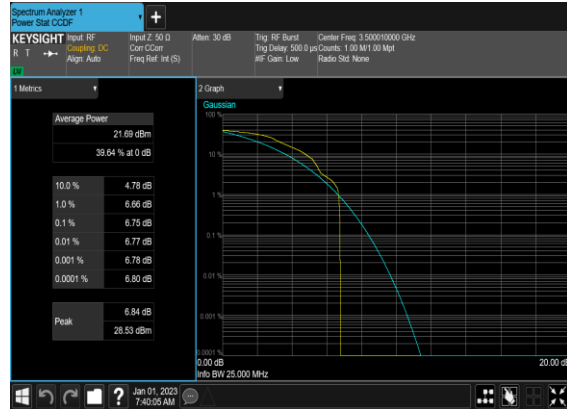 Spectrum Analyzer 1
Power Stat CCDF
KEYSIGHT Input: RF Input Z: 50 Ω Atten: 30 dB Trig: RF Burst Center Freq: 3.500010000 GHz
R T Coupling: DC Corr CCorr Trig Delay: 500.0 µs Counts: 1.00 M/1.00 Mpt
Align: Auto Freq Ref: Int (S) #IF Gain: Low Radio Std: None
1 Metrics
2 Graph
Average Power
21.69 dBm
39.64 % at 0 dB
10.0 % 4.78 dB
1.0 % 6.66 dB
0.1 % 6.75 dB
0.01 % 6.77 dB
0.001 % 6.78 dB
0.0001 % 6.80 dB
Peak 6.84 dB
28.53 dBm
Gaussian
100 %
10 %
1 %
0.1 %
0.01 %
0.001 %
0.0001 %
0.00 dB 20.00 dB
Info BW 25.000 MHz
? Jan 01, 2023
7:40:05 AM